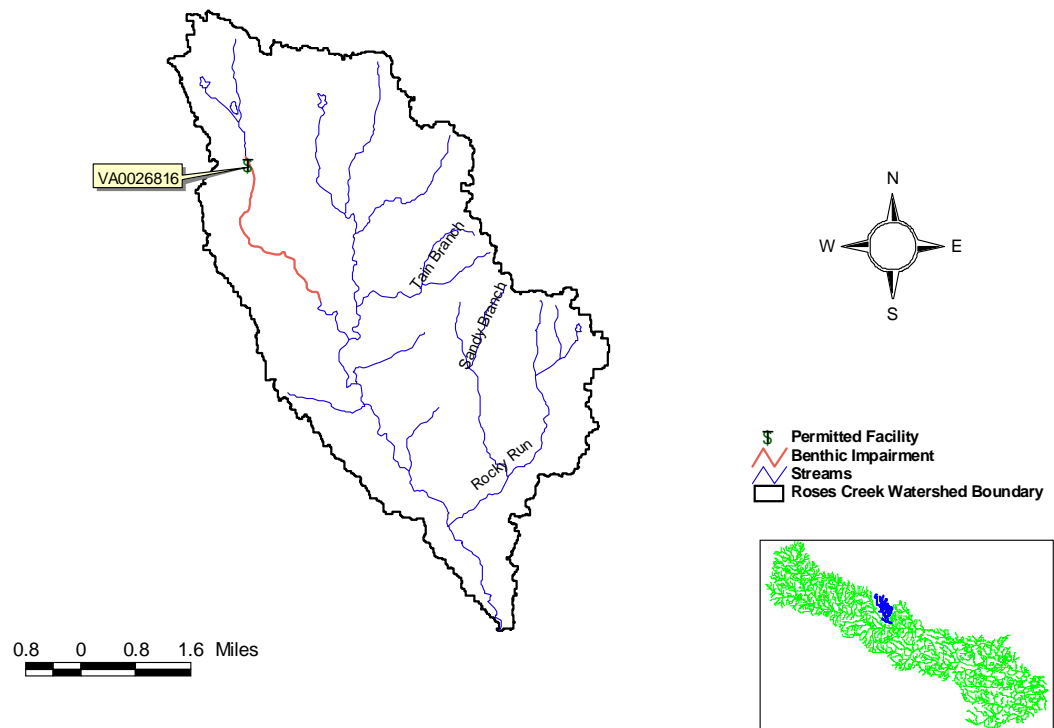 VA0026816
Tain Branch
Sandy Branch
Rocky Run
N
W
E
S
Permitted Facility
Benthic Impairment
Streams
Roses Creek Watershed Boundary
0.8 0 0.8 1.6 Miles